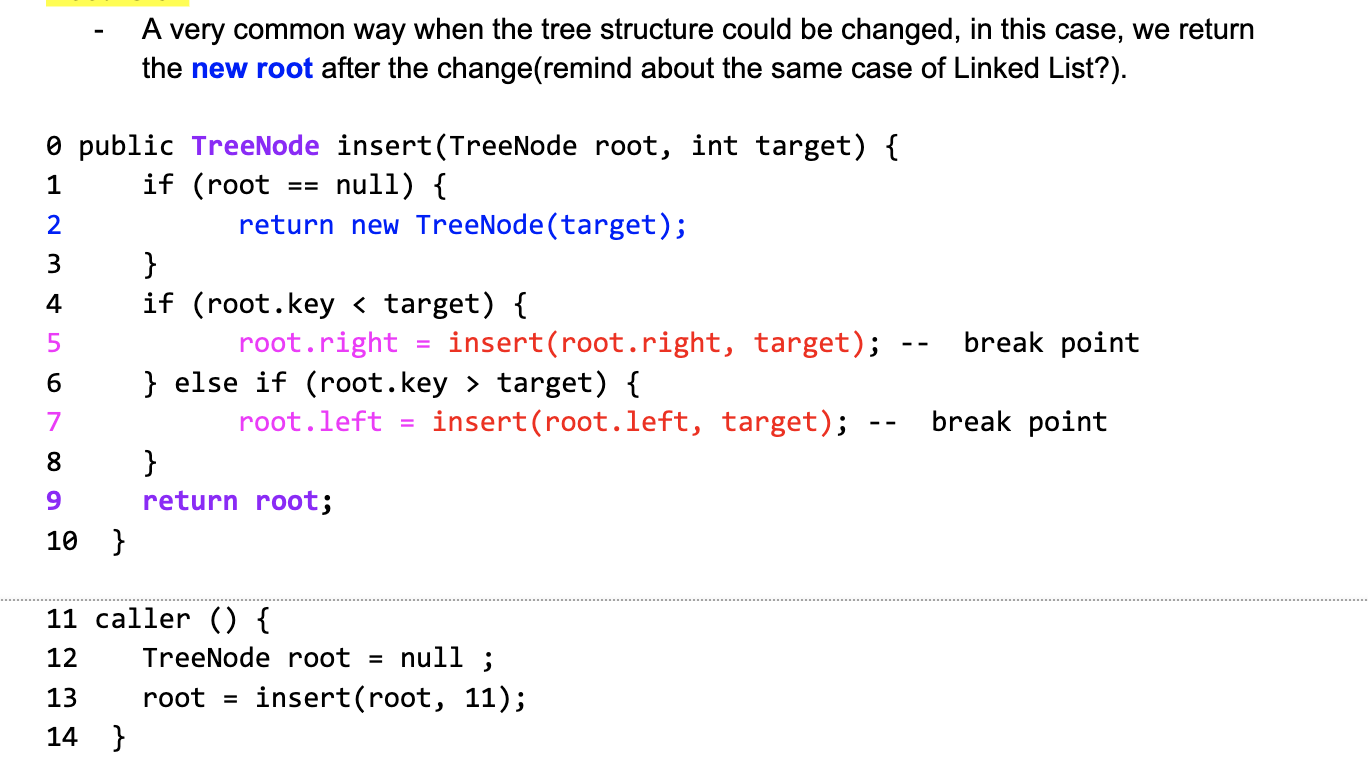 - A very common way when the tree structure could be changed, in this case, we return
the new root after the change(remind about the same case of Linked List?).
0 public TreeNode insert(TreeNode root, int target) {
1 if (root == null) {
2 return new TreeNode(target);
3 }
4 if (root.key < target) {
5 root.right = insert(root.right, target); -- break point
6 } else if (root.key > target) {
7 root.left = insert(root.left, target); -- break point
8 }
9 return root;
10 }
11 caller () {
12 TreeNode root = null ;
13 root = insert(root, 11);
14 }